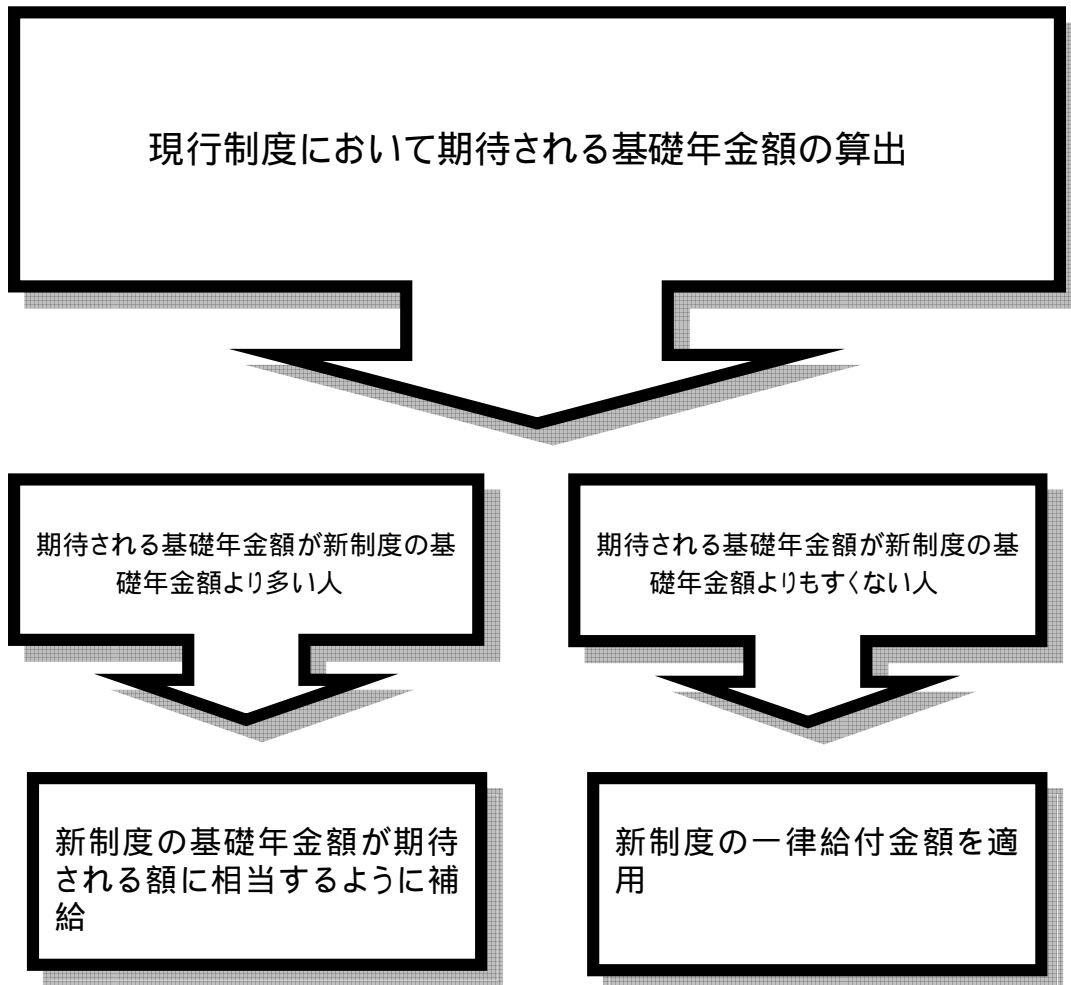 現行制度において期待される基礎年金額の算出
期待される基礎年金額が新制度の基
礎年金額より多い人
期待される基礎年金額が新制度の基
礎年金額よりもすくない人
新制度の基礎年金額が期待
される額に相当するように補
給
新制度の一律給付金額を適
用